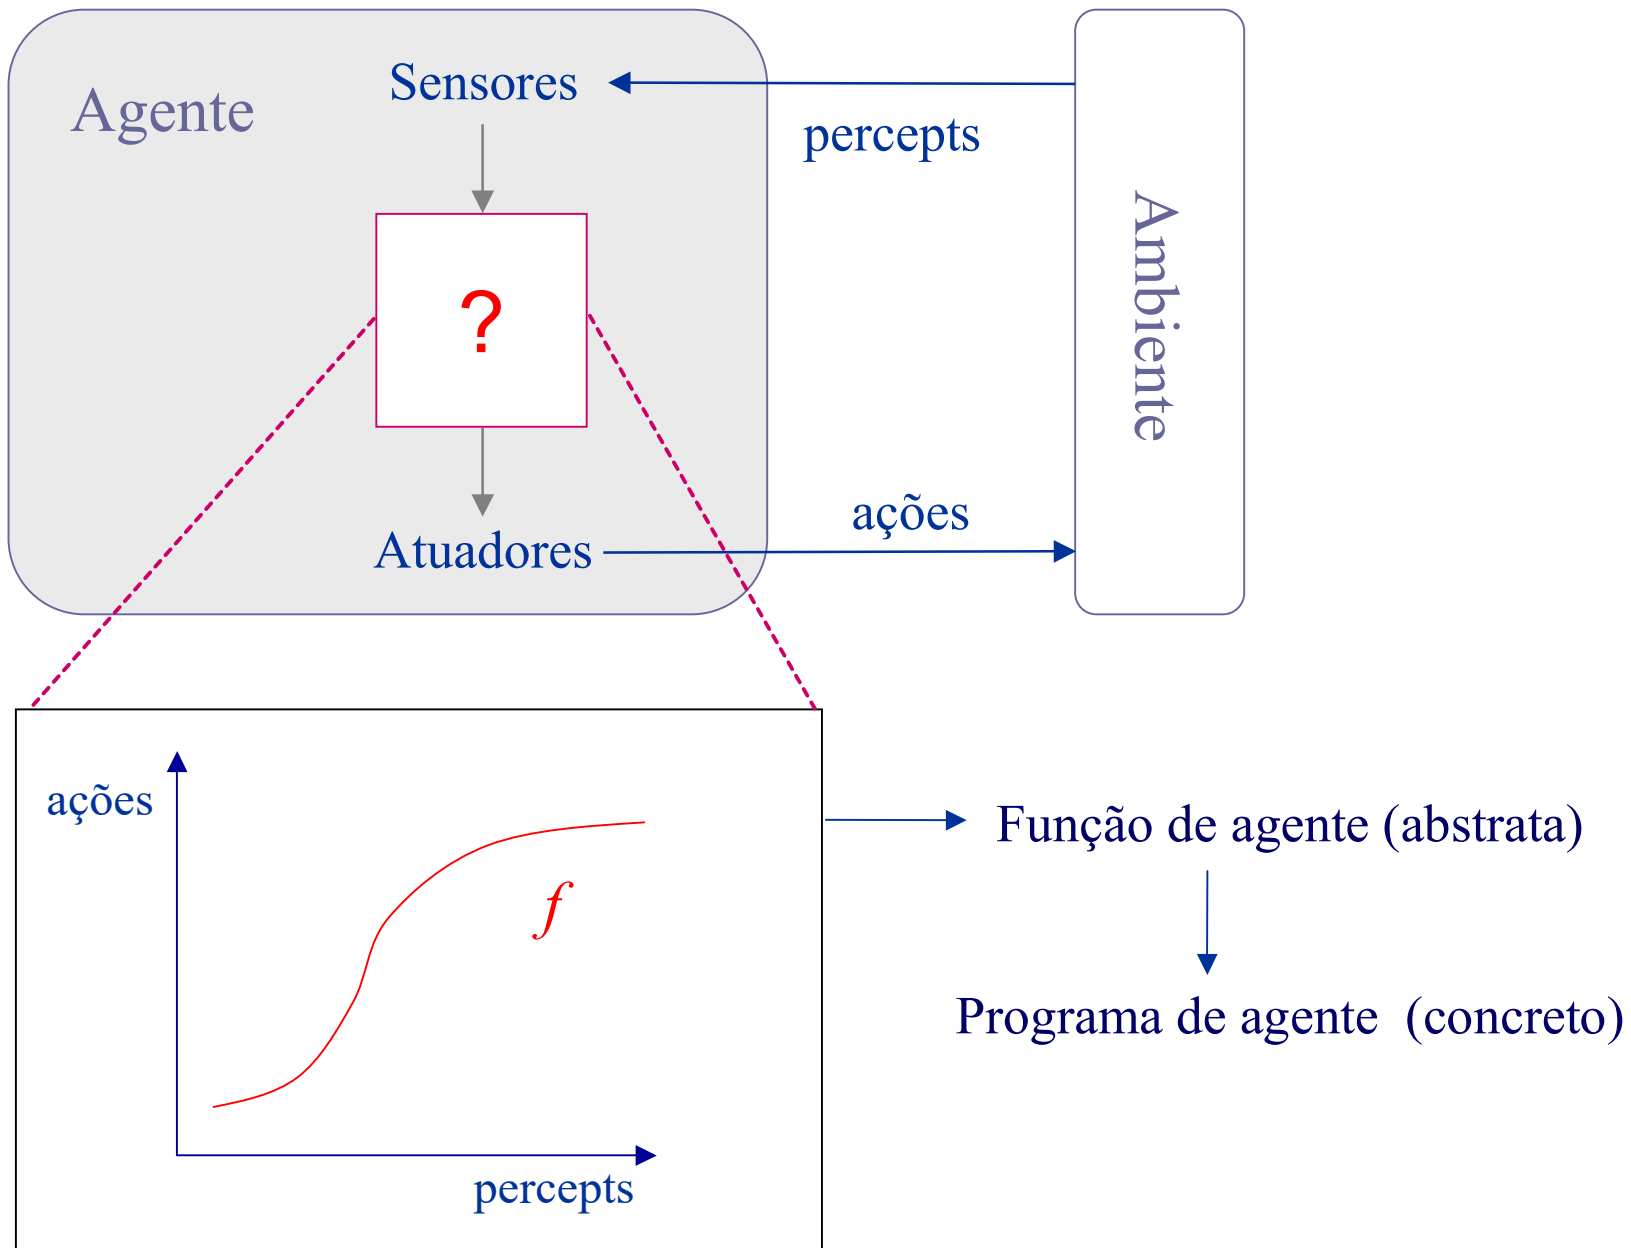 Sensores
Agente
percepts
Ambiente
?
ações
Atuadores
ações
f
Função de agente (abstrata)
Programa de agente (concreto)
percepts